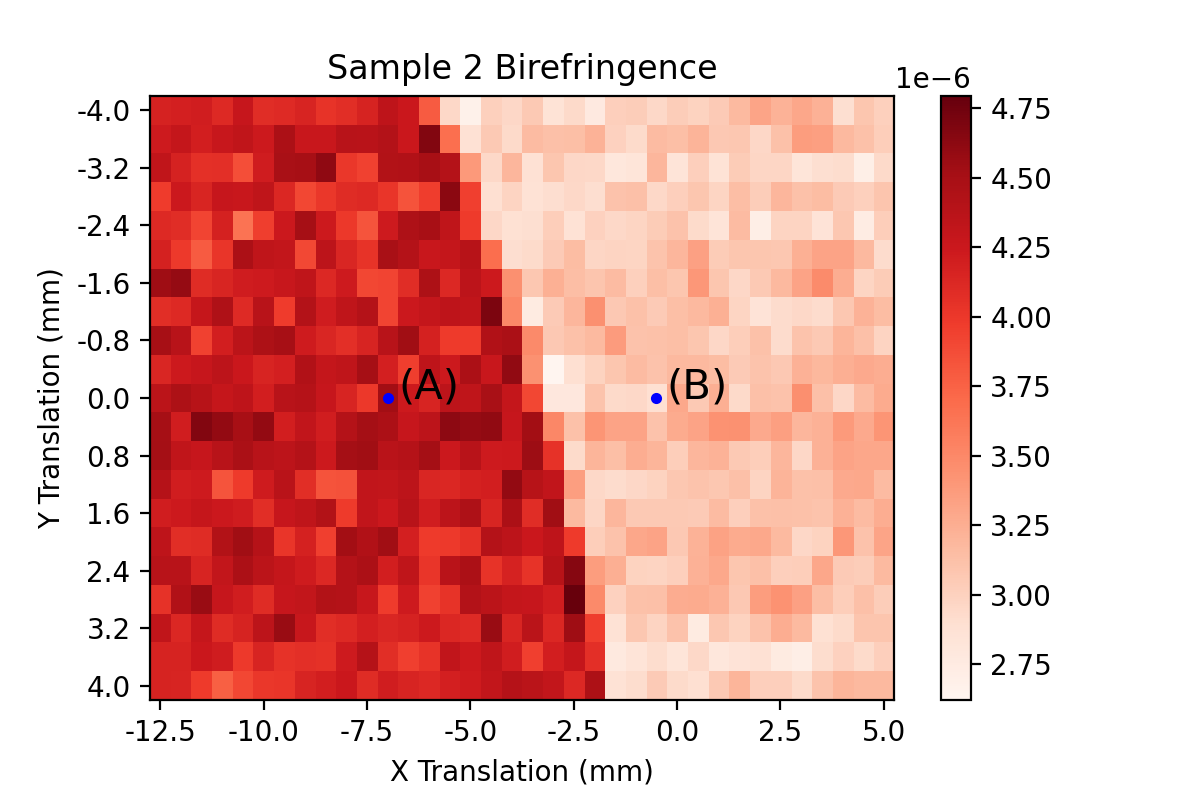 Sample 2 Birefringence
1e−6
-4.0
-3.2
-2.4
-1.6
-0.8
0.0
0.8
1.6
2.4
3.2
4.0
Y Translation (mm)
(A)
(B)
-12.5 -10.0 -7.5 -5.0 -2.5 0.0 2.5 5.0
X Translation (mm)
4.75
4.50
4.25
4.00
3.75
3.50
3.25
3.00
2.75